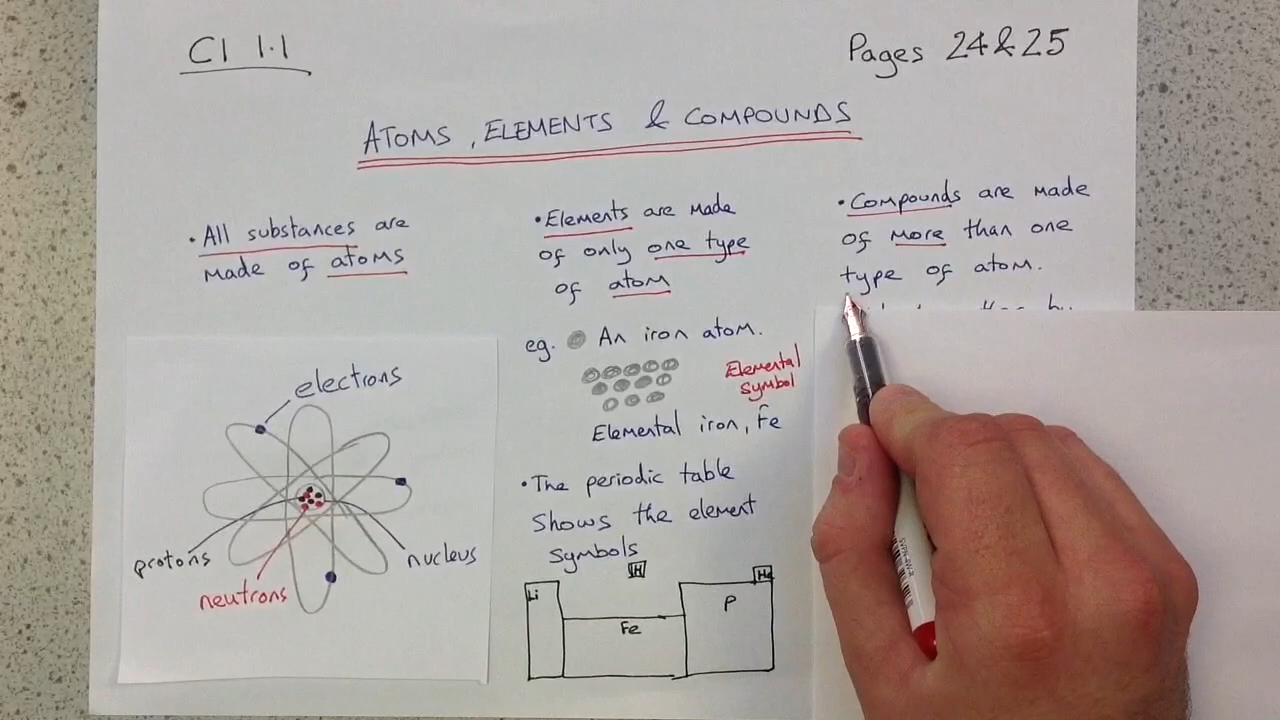 C1 1.1
Pages 24 & 25
ATOMS, ELEMENTS & COMPOUNDS
• All substances are
made of atoms
electrons
protons
neutrons
nucleus
• Elements are made
of only one type
of atom
eg. An iron atom.
Elemental
Symbol
Elemental iron, Fe
• The periodic table
Shows the element
symbols
H
He
Li
Fe
P
• Compounds are made
of more than one
type of atom.